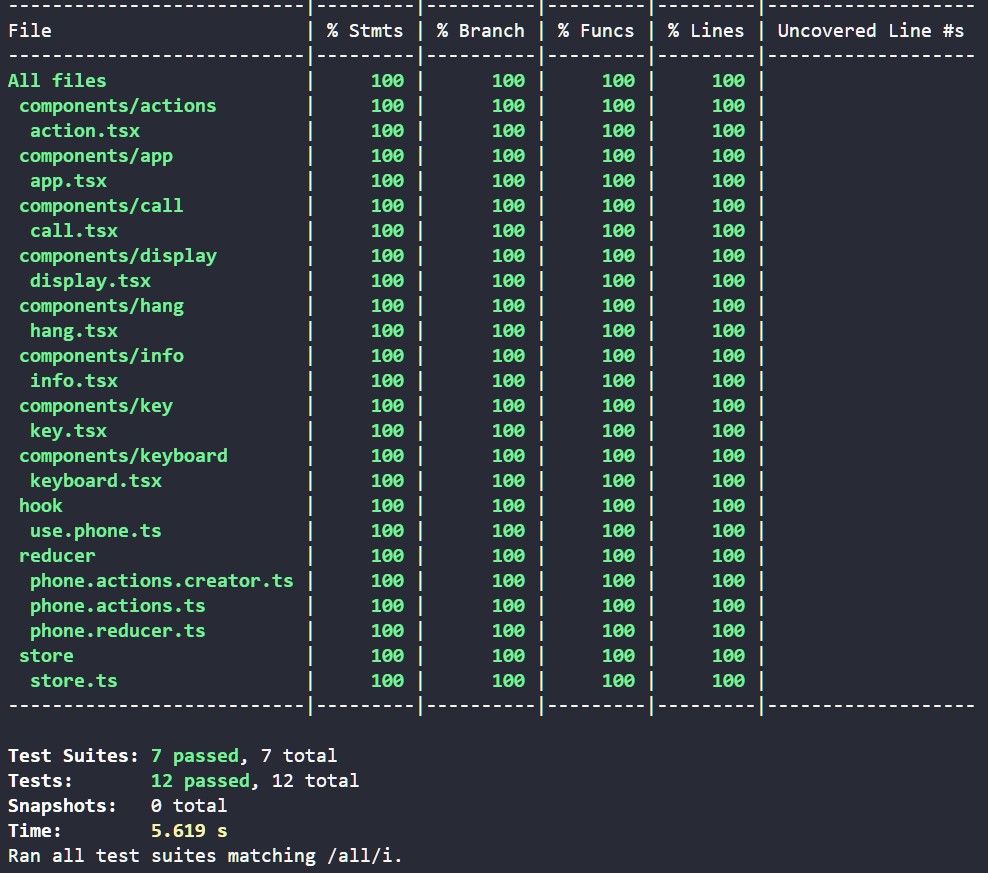 --------------------------|---------|----------|---------|---------|-------------------
File                       | % Stmts | % Branch | % Funcs | % Lines | Uncovered Line #s
---------------------------|---------|----------|---------|---------|-------------------
All files                  |     100 |      100 |     100 |     100 |
 components/actions        |     100 |      100 |     100 |     100 |
  action.tsx               |     100 |      100 |     100 |     100 |
 components/app            |     100 |      100 |     100 |     100 |
  app.tsx                  |     100 |      100 |     100 |     100 |
 components/call           |     100 |      100 |     100 |     100 |
  call.tsx                 |     100 |      100 |     100 |     100 |
 components/display        |     100 |      100 |     100 |     100 |
  display.tsx              |     100 |      100 |     100 |     100 |
 components/hang           |     100 |      100 |     100 |     100 |
  hang.tsx                 |     100 |      100 |     100 |     100 |
 components/info           |     100 |      100 |     100 |     100 |
  info.tsx                 |     100 |      100 |     100 |     100 |
 components/key            |     100 |      100 |     100 |     100 |
  key.tsx                  |     100 |      100 |     100 |     100 |
 components/keyboard       |     100 |      100 |     100 |     100 |
  keyboard.tsx             |     100 |      100 |     100 |     100 |
 hook                      |     100 |      100 |     100 |     100 |
  use.phone.ts             |     100 |      100 |     100 |     100 |
 reducer                   |     100 |      100 |     100 |     100 |
  phone.actions.creator.ts |     100 |      100 |     100 |     100 |
  phone.actions.ts         |     100 |      100 |     100 |     100 |
  phone.reducer.ts         |     100 |      100 |     100 |     100 |
 store                     |     100 |      100 |     100 |     100 |
  store.ts                 |     100 |      100 |     100 |     100 |
---------------------------|---------|----------|---------|---------|-------------------
Test Suites: 7 passed, 7 total
Tests:       12 passed, 12 total
Snapshots:   0 total
Time:        5.619 s
Ran all test suites matching /all/i.